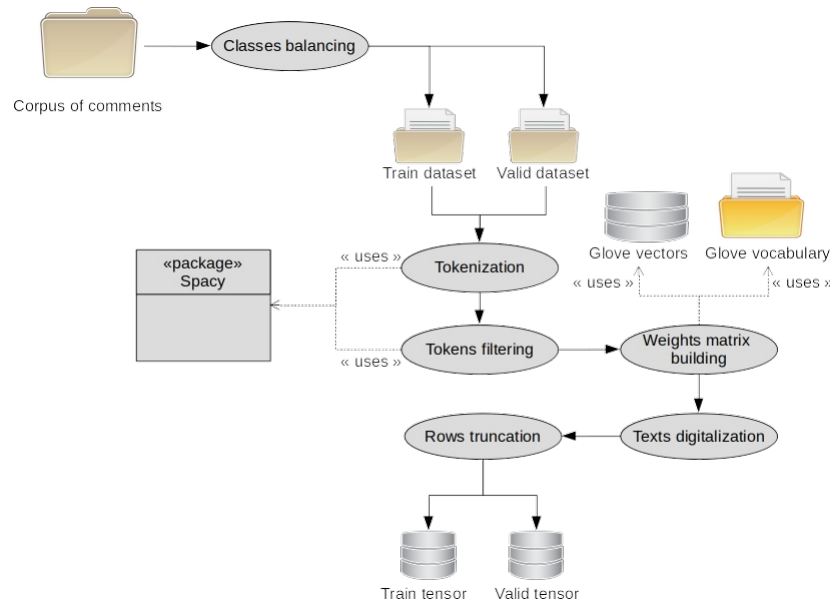 Classes balancing
Corpus of comments
Train dataset
Valid dataset
Glove vectors
Glove vocabulary
«package»
Spacy
« uses »
Tokenization
« uses »
« uses »
« uses »
Tokens filtering
Weights matrix
building
Rows truncation
Texts digitalization
Train tensor
Valid tensor